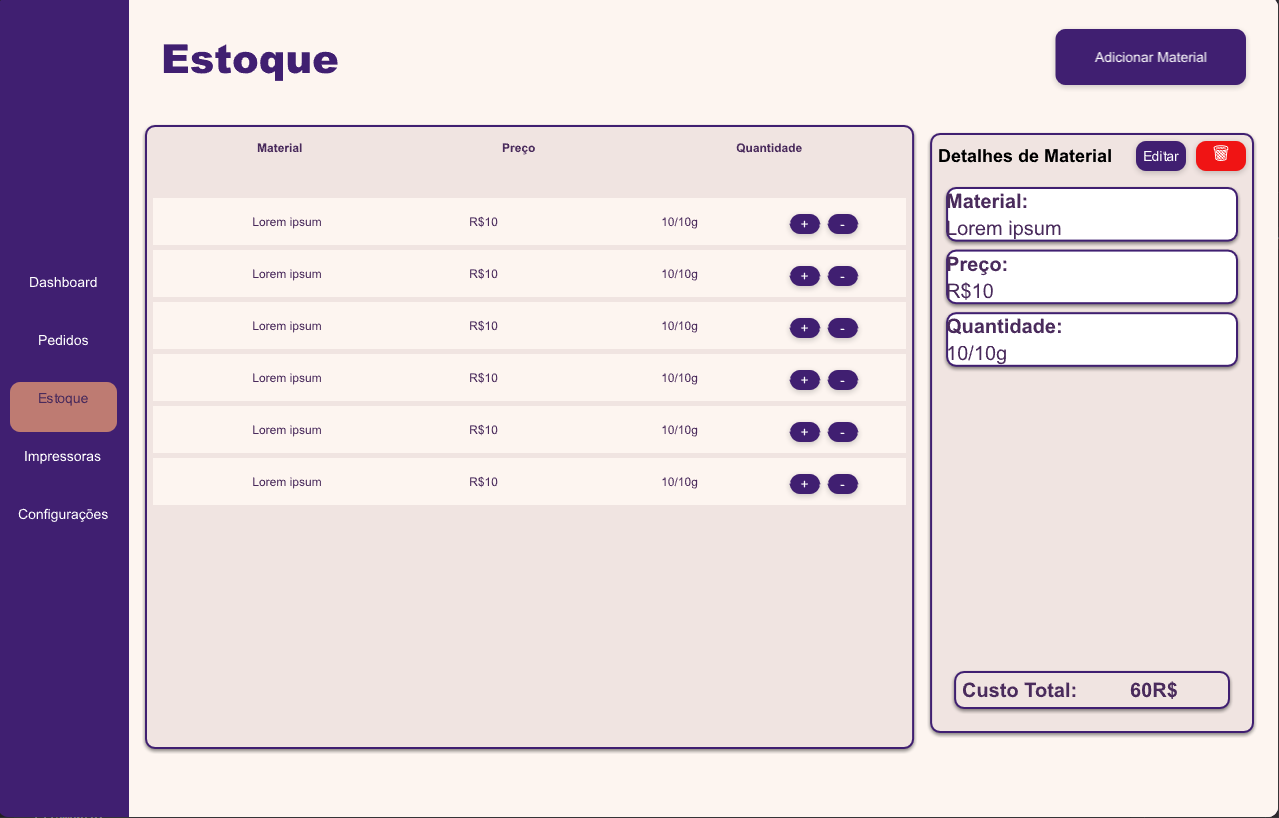 Estoque
Adicionar Material
Dashboard
Pedidos
Estoque
Impressoras
Configurações
Material Preço Quantidade
Lorem ipsum R$10 10/10g + -
Lorem ipsum R$10 10/10g + -
Lorem ipsum R$10 10/10g + -
Lorem ipsum R$10 10/10g + -
Lorem ipsum R$10 10/10g + -
Lorem ipsum R$10 10/10g + -
Detalhes de Material Editar
Material:
Lorem ipsum
Preço:
R$10
Quantidade:
10/10g
Custo Total: 60R$